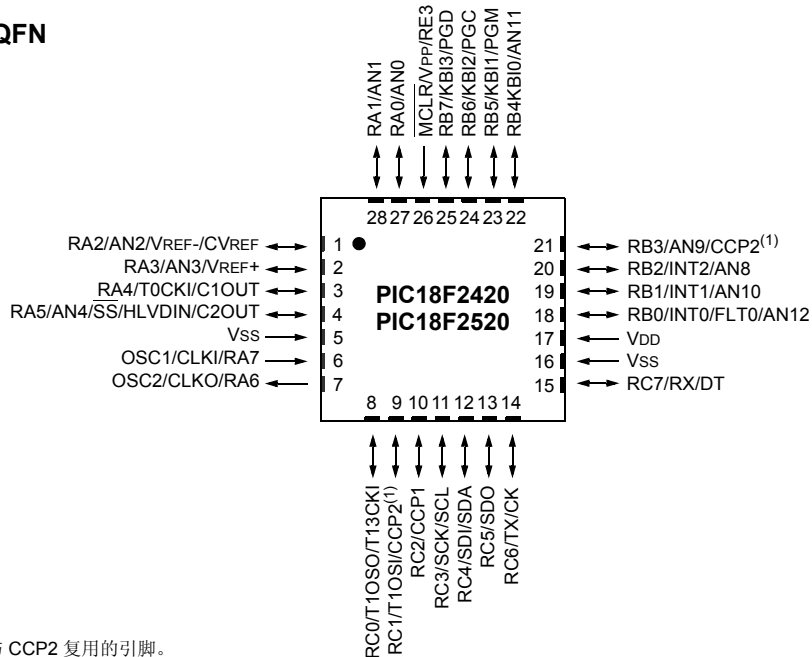 QFN
RA1/AN1
RA0/AN0
MCLR/VPP/RE3
RB7/KBI3/PGD
RB6/KBI2/PGC
RB5/KBI1/PGM
RB4KBI0/AN11
28 27 26 25 24 23 22
RA2/AN2/VREF-/CVREF 1
RA3/AN3/VREF+ 2
RA4/T0CKI/C1OUT 3
RA5/AN4/SS/HLVDIN/C2OUT 4
VSS 5
OSC1/CLKI/RA7 6
OSC2/CLKO/RA6 7
PIC18F2420
PIC18F2520
21 RB3/AN9/CCP2(1)
20 RB2/INT2/AN8
19 RB1/INT1/AN10
18 RB0/INT0/FLT0/AN12
17 VDD
16 VSS
15 RC7/RX/DT
8 9 10 11 12 13 14
RC0/T1OSO/T13CKI
RC1/T1OSI/CCP2(1)
RC2/CCP1
RC3/SCK/SCL
RC4/SDI/SDA
RC5/SDO
RC6/TX/CK
CCP2 复用的引脚。